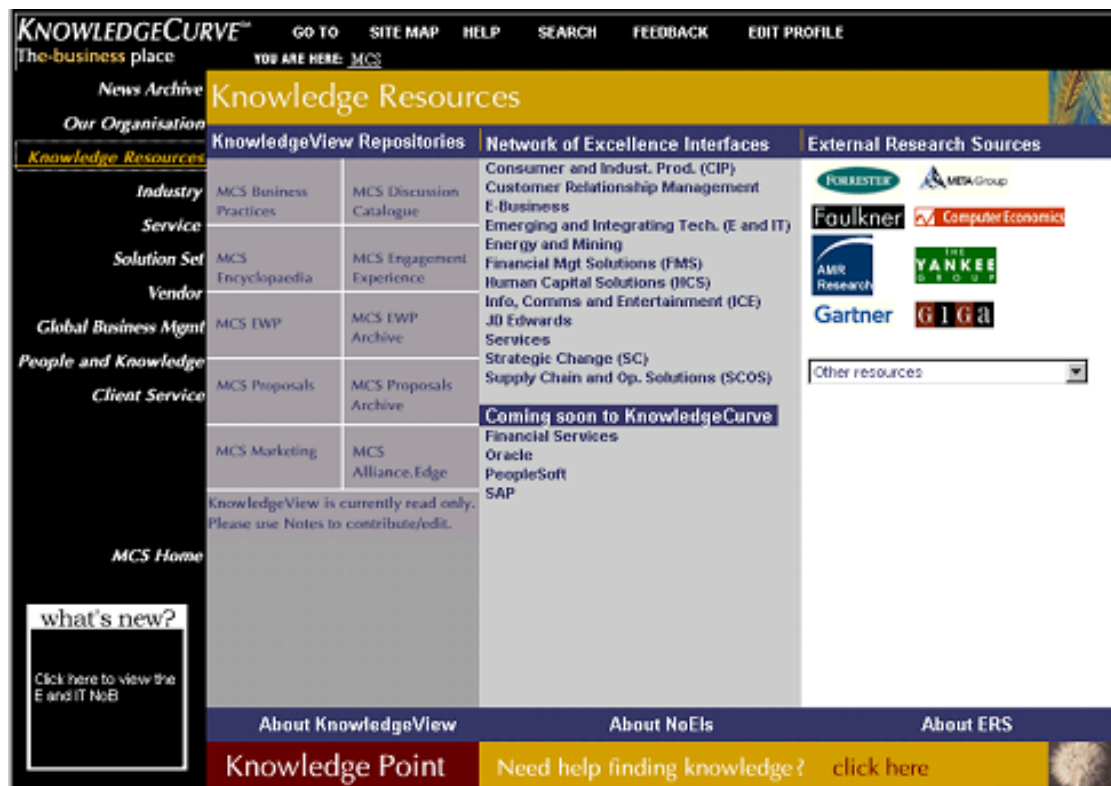 KNOWLEDGECURVE℠
GO TO SITE MAP HELP SEARCH FEEDBACK EDIT PROFILE
The e-business place
YOU ARE HERE: MCS
News Archive
Our Organisation
Knowledge Resources
Industry
Service
Solution Set
Vendor
Global Business Mgmt
People and Knowledge
Client Service
MCS Home
what's new?
Click here to view the
E and IT NoB
Knowledge Resources
KnowledgeView Repositories
MCS Business
Practices
MCS Discussion
Catalogue
MCS
Encyclopaedia
MCS Engagement
Experience
MCS EWP
MCS EWP
Archive
MCS Proposals
MCS Proposals
Archive
MCS Marketing
MCS
Alliance.Edge
KnowledgeView is currently read only.
Please use Notes to contribute/edit.
Network of Excellence Interfaces
Consumer and Indust. Prod. (CIP)
Customer Relationship Management
E-Business
Emerging and Integrating Tech. (E and IT)
Energy and Mining
Financial Mgt Solutions (FMS)
Human Capital Solutions (HCS)
Info, Comms and Entertainment (ICE)
JD Edwards
Services
Strategic Change (SC)
Supply Chain and Op. Solutions (SCOS)
Coming soon to KnowledgeCurve
Financial Services
Oracle
PeopleSoft
SAP
External Research Sources
FORRESTER
META Group
Faulkner
Computer Economics
AMR
Research
THE
YANKEE
GROUP
Gartner
GIGa
Other resources
About KnowledgeView
About NoEIs
About ERS
Knowledge Point
Need help finding knowledge? click here